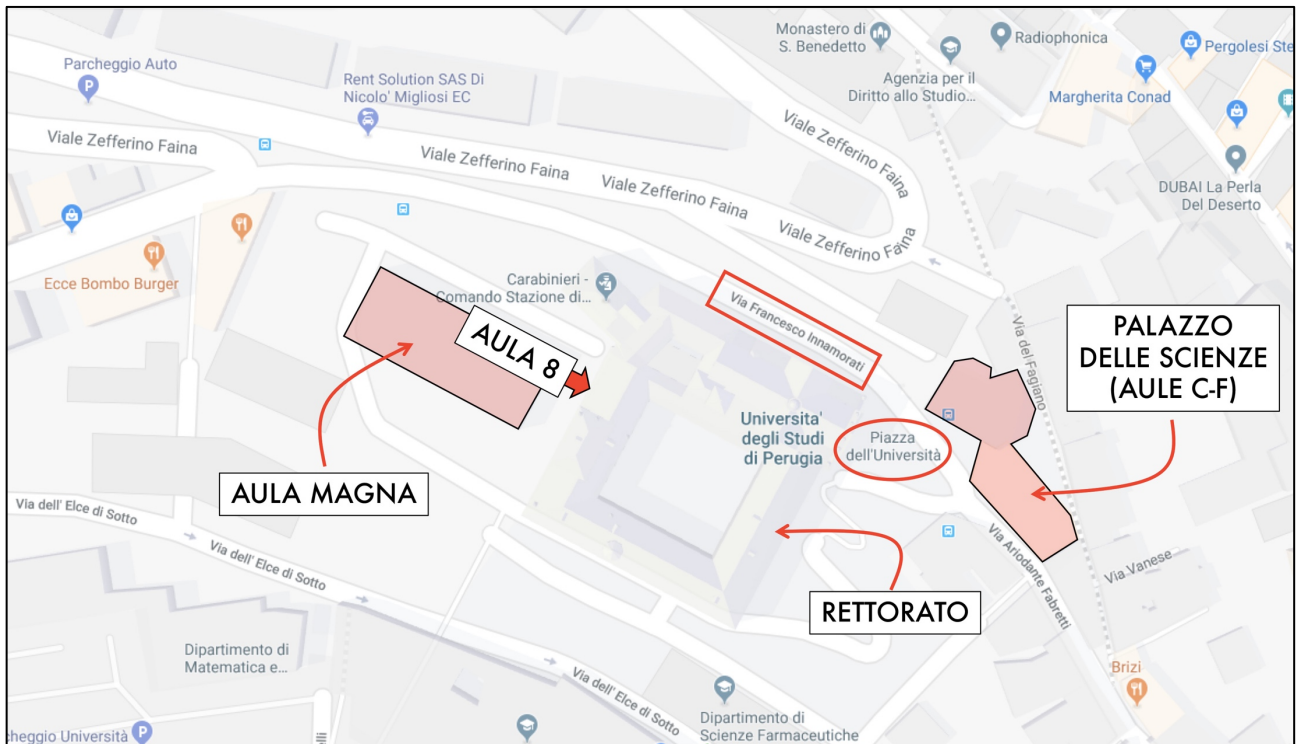 Monastero di
S. Benedetto
Radiophonica
Pergolesi Ste
Parcheggio Auto
Rent Solution SAS Di
Nicolo' Migliosi EC
Agenzia per il
Diritto allo Studio...
Margherita Conad
Viale Zefferino Faina
Viale Zefferino Faina
Viale Zefferino Faina
Viale Zefferino Faina
Viale Zefferino Faina
DUBAI La Perla
Del Deserto
Ecce Bombo Burger
Carabinieri -
Comando Stazione di...
Via Francesco Innamorati
AULA 8
Via del Fagiano
PALAZZO
DELLE SCIENZE
(AULE C-F)
Universita'
degli Studi
di Perugia
Piazza
dell'Università
AULA MAGNA
Via dell' Elce di Sotto
Via dell' Elce di Sotto
Via Ariodante Fabretti
Via Vanese
RETTORATO
Dipartimento di
Matematica e...
Via dell' Elce di Sotto
Brizi
Dipartimento di
Scienze Farmaceutiche
cheggio Università
elli